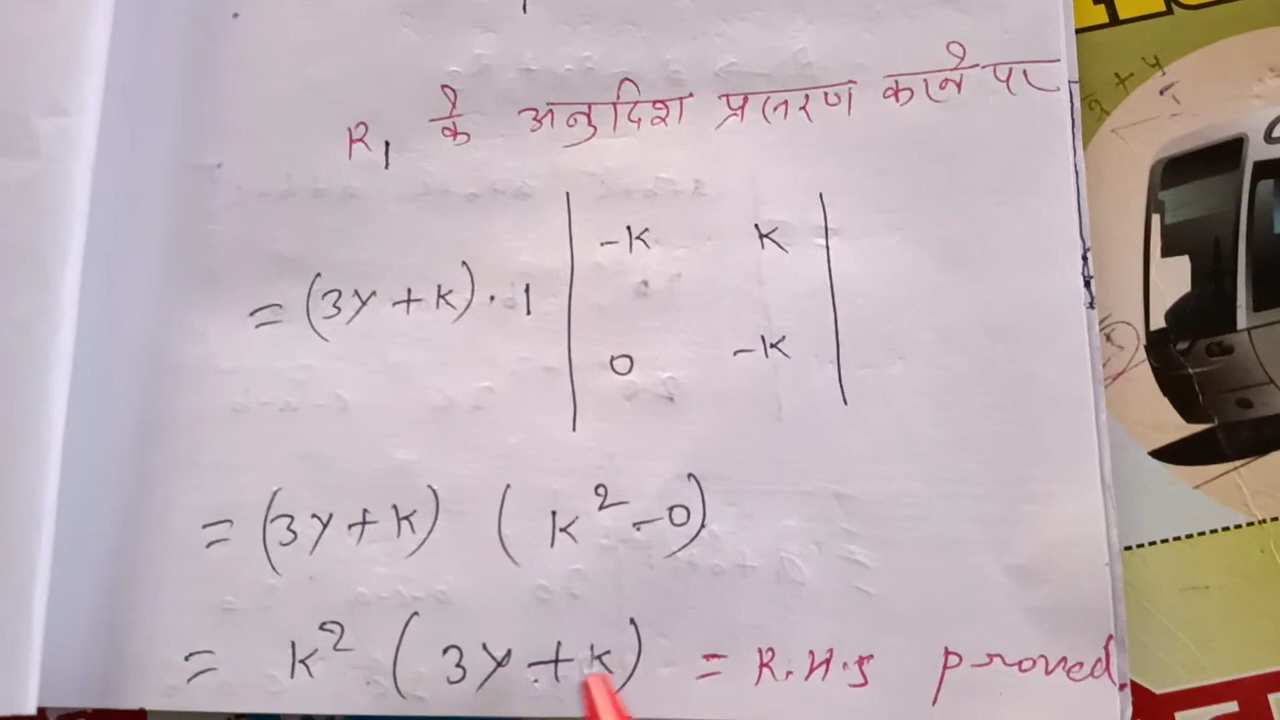 R₁ के अनुदिश प्रसरण करने पर
= (3y + k) · 1 | -k k |
| 0 -k |
= (3y + k) (k² - 0)
= k² (3y + k) = R.H.S proved.